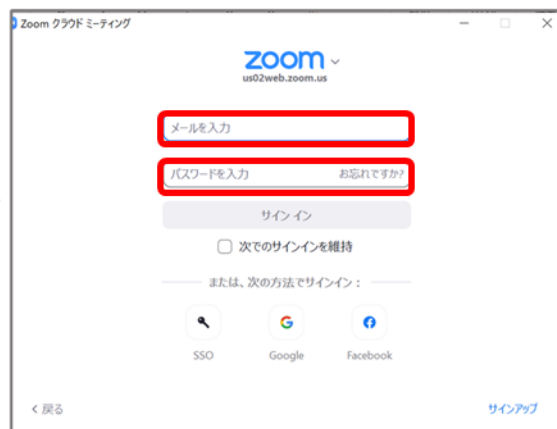 Zoom クラウド ミーティング
zoom
us02web.zoom.us
メールを入力
パスワードを入力 お忘れですか?
サイン イン
次でのサインインを維持
または、次の方法でサインイン：
SSO Google Facebook
< 戻る サインアップ